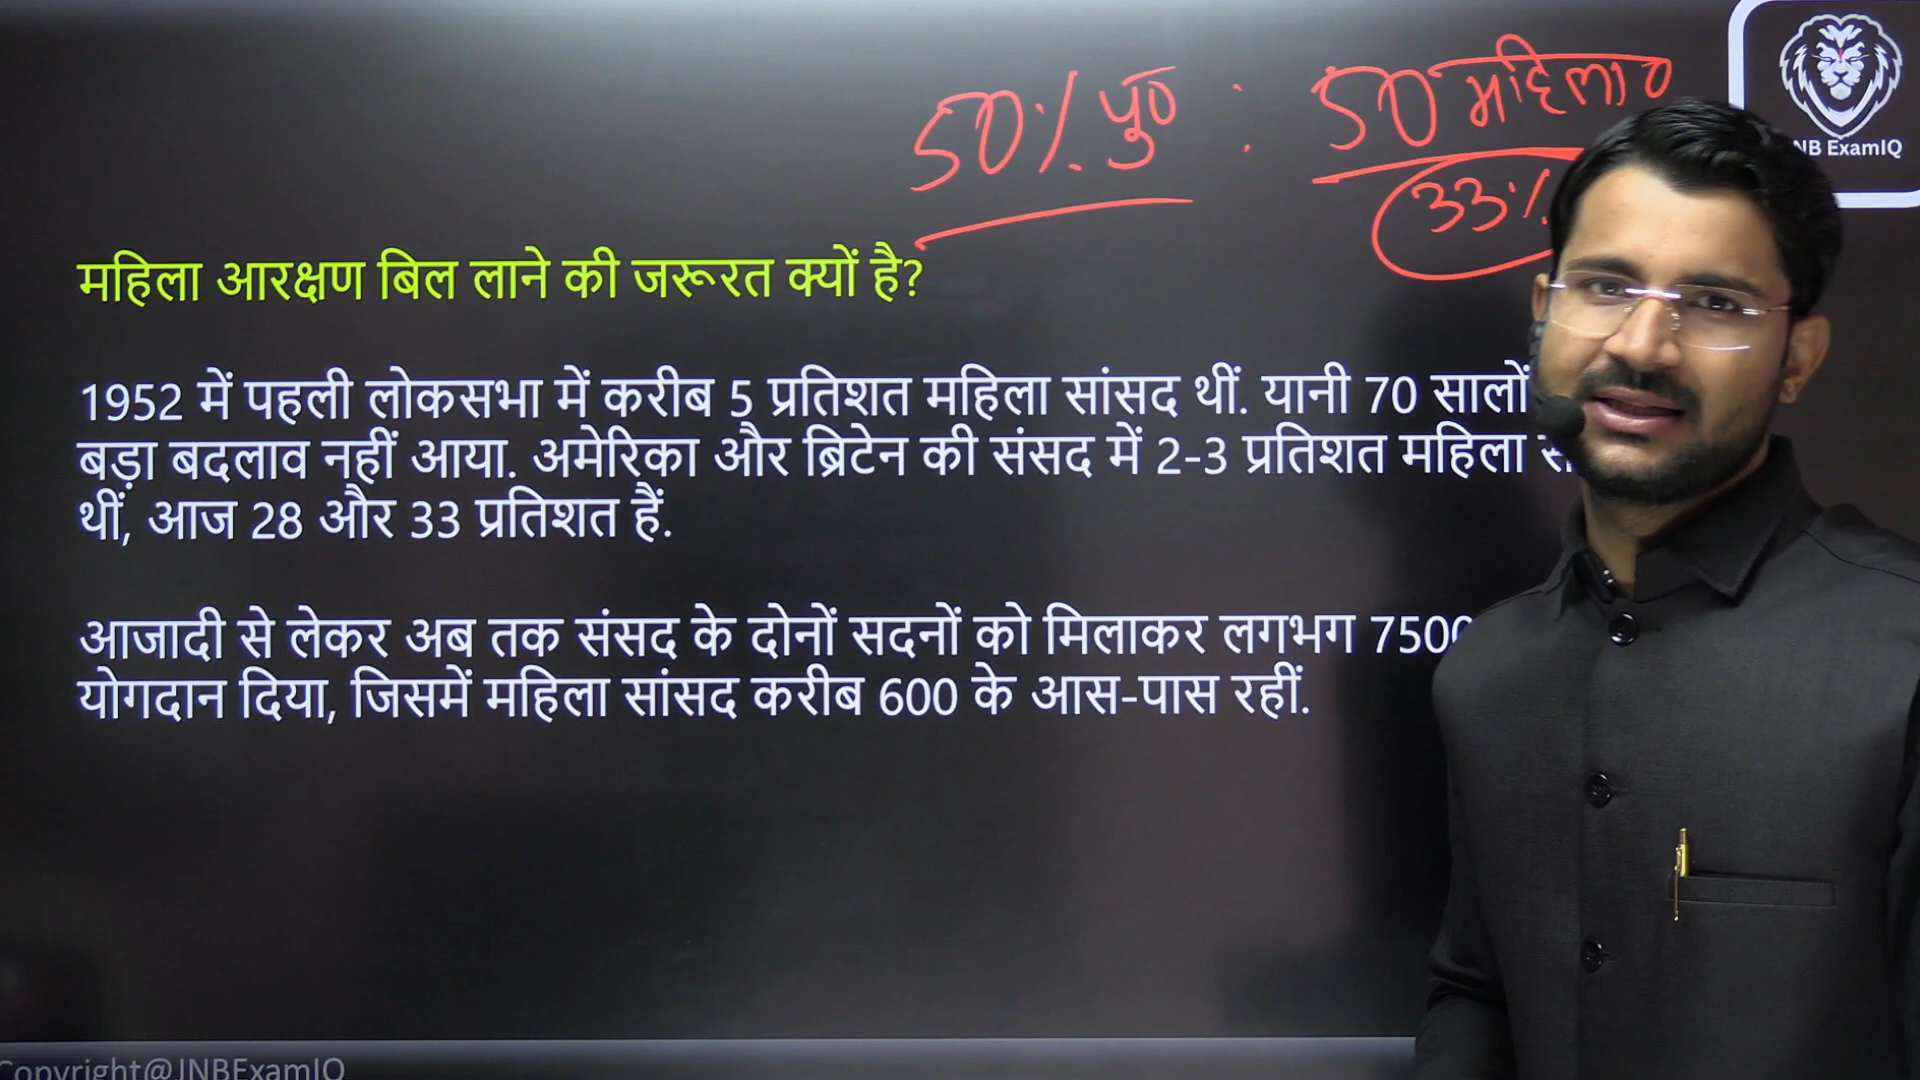 50% पु० : 50 महिला०
33%
NB ExamIQ
महिला आरक्षण बिल लाने की जरूरत क्यों है?
1952 में पहली लोकसभा में करीब 5 प्रतिशत महिला सांसद थीं. यानी 70 सालों
बड़ा बदलाव नहीं आया. अमेरिका और ब्रिटेन की संसद में 2-3 प्रतिशत महिला
थीं, आज 28 और 33 प्रतिशत हैं.
आजादी से लेकर अब तक संसद के दोनों सदनों को मिलाकर लगभग 7500
योगदान दिया, जिसमें महिला सांसद करीब 600 के आस-पास रहीं.
Copyright@JNBExamIQ